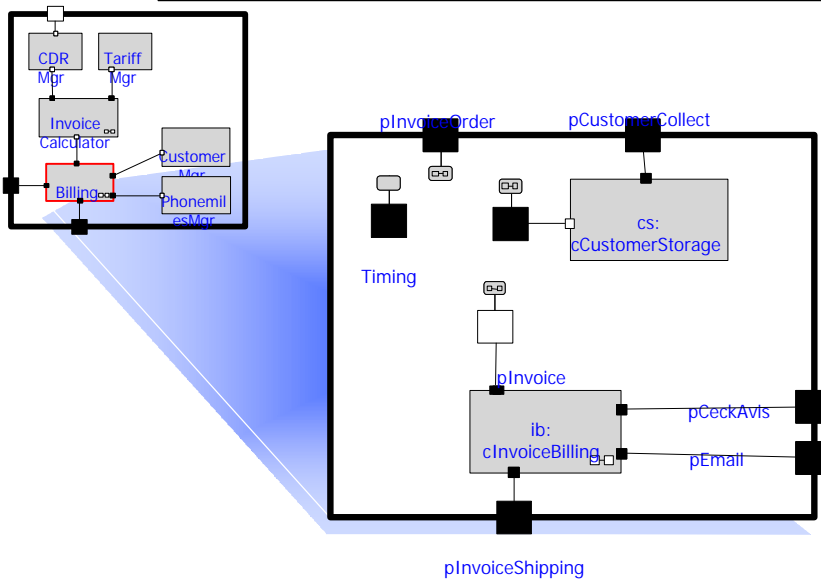 CDR
Mgr
Tariff
Mgr
Invoice
Calculator
Customer
Mgr
Billing
Phonemil
esMgr
pInvoiceOrder
pCustomerCollect
cs:
cCustomerStorage
Timing
pInvoice
ib:
cInvoiceBilling
pCeckAvIs
pEmaIl
pInvoiceShipping